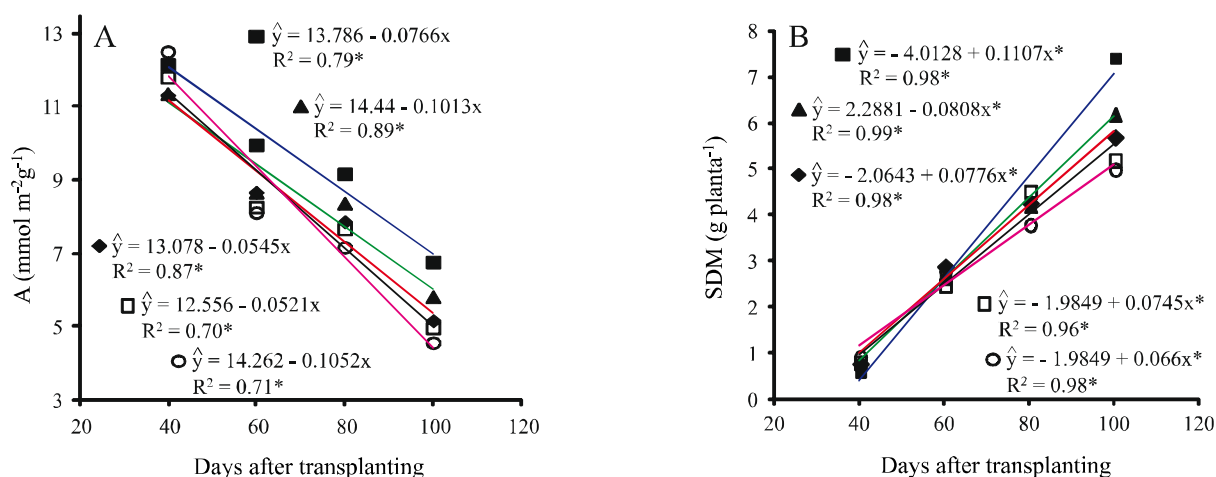 A
ŷ = 13.786 - 0.0766x
R² = 0.79*
ŷ = 14.44 - 0.1013x
R² = 0.89*
ŷ = 13.078 - 0.0545x
R² = 0.87*
ŷ = 12.556 - 0.0521x
R² = 0.70*
ŷ = 14.262 - 0.1052x
R² = 0.71*
A (mmol m⁻²g⁻¹)
13
11
9
7
5
3
20 40 60 80 100 120
Days after transplanting
B
ŷ = - 4.0128 + 0.1107x*
R² = 0.98*
ŷ = 2.2881 - 0.0808x*
R² = 0.99*
ŷ = - 2.0643 + 0.0776x*
R² = 0.98*
ŷ = - 1.9849 + 0.0745x*
R² = 0.96*
ŷ = - 1.9849 + 0.066x*
R² = 0.98*
SDM (g planta⁻¹)
8
7
6
5
4
3
2
1
0
20 40 60 80 100 120
Days after transplanting